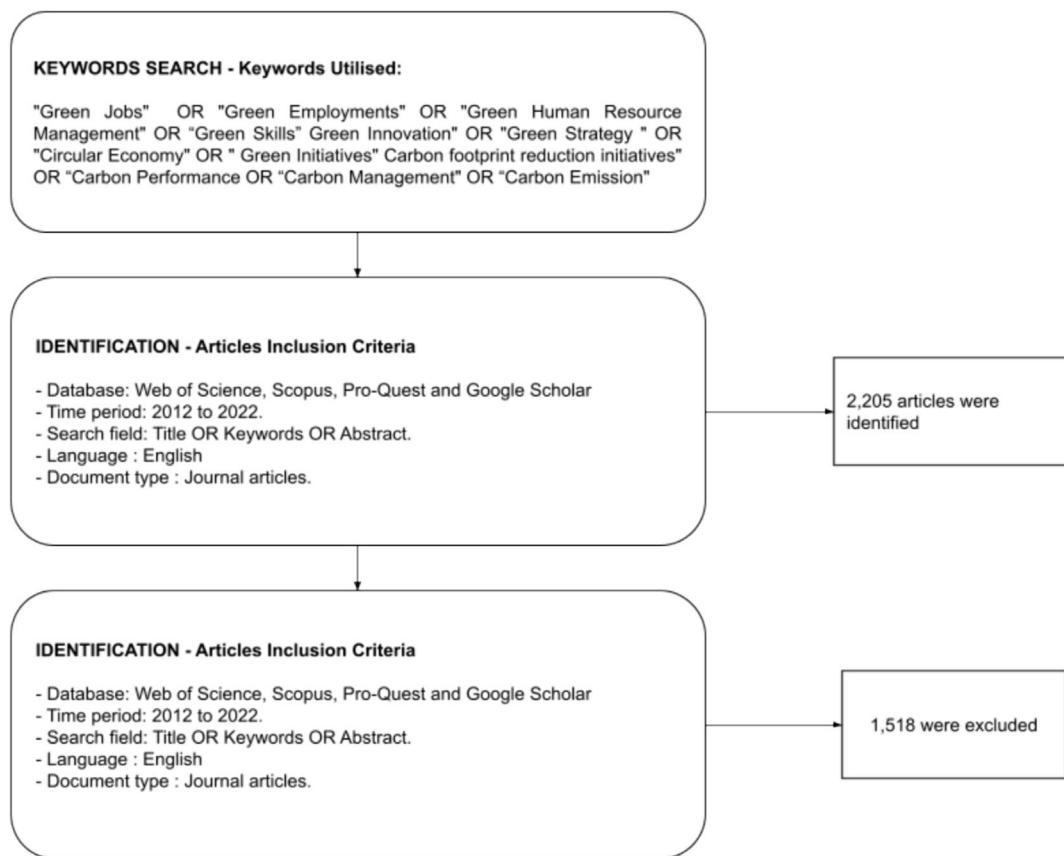 KEYWORDS SEARCH - Keywords Utilised:
"Green Jobs" OR "Green Employments" OR "Green Human Resource
Management" OR “Green Skills” Green Innovation" OR "Green Strategy " OR
"Circular Economy" OR " Green Initiatives" Carbon footprint reduction initiatives"
OR “Carbon Performance OR “Carbon Management" OR “Carbon Emission"
IDENTIFICATION - Articles Inclusion Criteria
- Database: Web of Science, Scopus, Pro-Quest and Google Scholar
- Time period: 2012 to 2022.
- Search field: Title OR Keywords OR Abstract.
- Language : English
- Document type : Journal articles.
2,205 articles were
identified
IDENTIFICATION - Articles Inclusion Criteria
- Database: Web of Science, Scopus, Pro-Quest and Google Scholar
- Time period: 2012 to 2022.
- Search field: Title OR Keywords OR Abstract.
- Language : English
- Document type : Journal articles.
1,518 were excluded